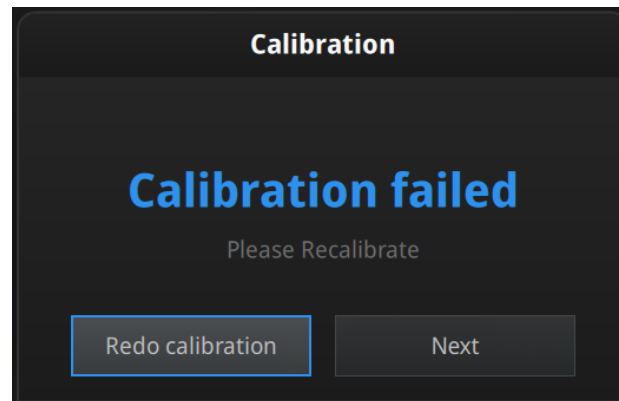 Calibration
Calibration failed
Please Recalibrate
Redo calibration
Next